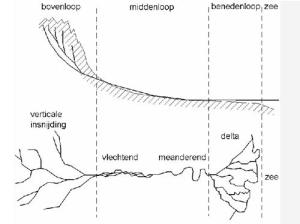 bovenloop middenloop benedenloop zee
verticale
insnijding
delta
vlechtend meanderend
zee